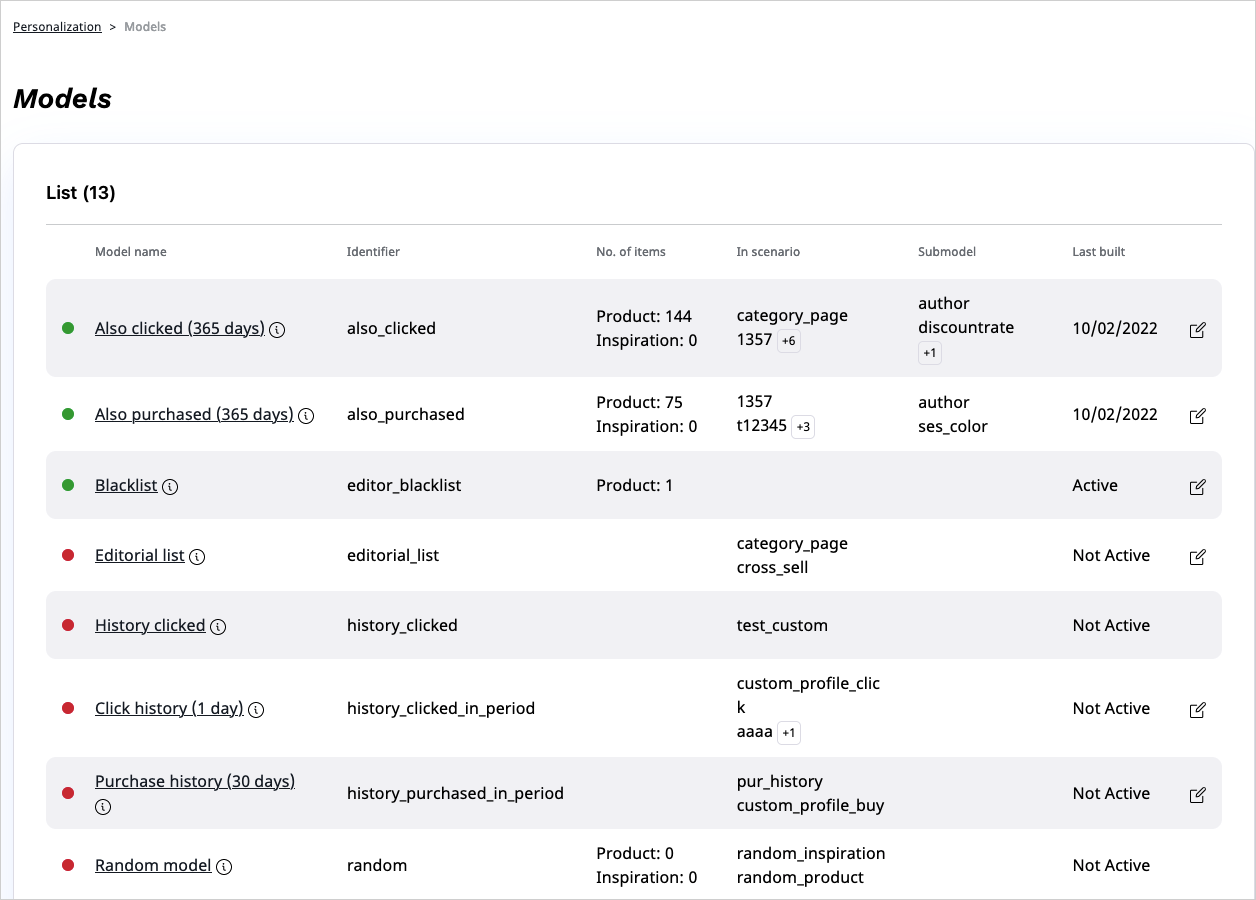 Personalization > Models
Models
List (13)
Model name Identifier No. of items In scenario Submodel Last built
Also clicked (365 days) also_clicked Product: 144 Inspiration: 0 category_page 1357 +6 author discountrate +1 10/02/2022
Also purchased (365 days) also_purchased Product: 75 Inspiration: 0 1357 t12345 +3 author ses_color 10/02/2022
Blacklist editor_blacklist Product: 1 Active
Editorial list editorial_list category_page cross_sell Not Active
History clicked history_clicked test_custom Not Active
Click history (1 day) history_clicked_in_period custom_profile_click aaaa +1 Not Active
Purchase history (30 days) history_purchased_in_period pur_history custom_profile_buy Not Active
Random model random Product: 0 Inspiration: 0 random_inspiration random_product Not Active